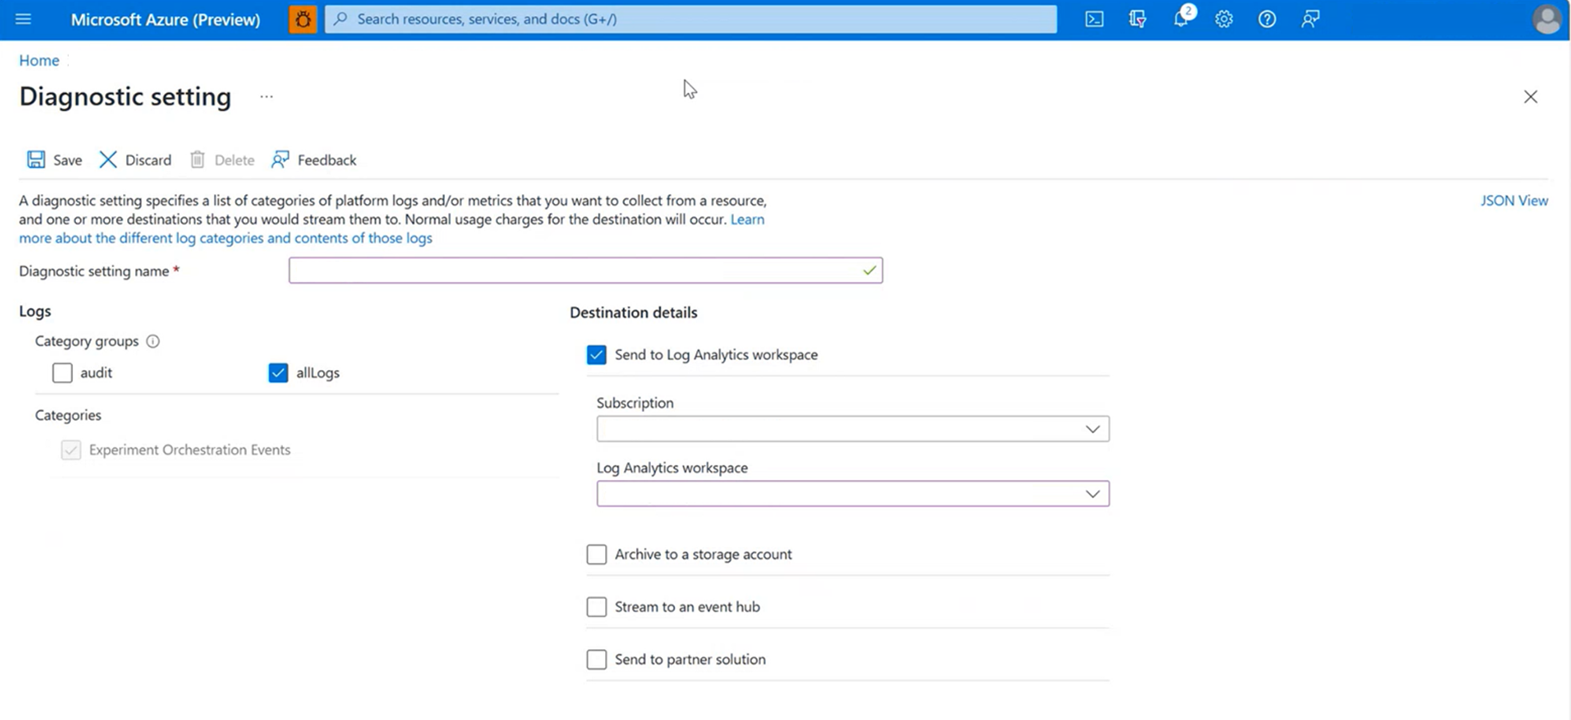 Microsoft Azure (Preview)
Search resources, services, and docs (G+/)
2
Home
Diagnostic setting ...
Save Discard Delete Feedback
A diagnostic setting specifies a list of categories of platform logs and/or metrics that you want to collect from a resource,
and one or more destinations that you would stream them to. Normal usage charges for the destination will occur. Learn
more about the different log categories and contents of those logs
JSON View
Diagnostic setting name *
Logs
Category groups
audit
allLogs
Categories
Experiment Orchestration Events
Destination details
Send to Log Analytics workspace
Subscription
Log Analytics workspace
Archive to a storage account
Stream to an event hub
Send to partner solution